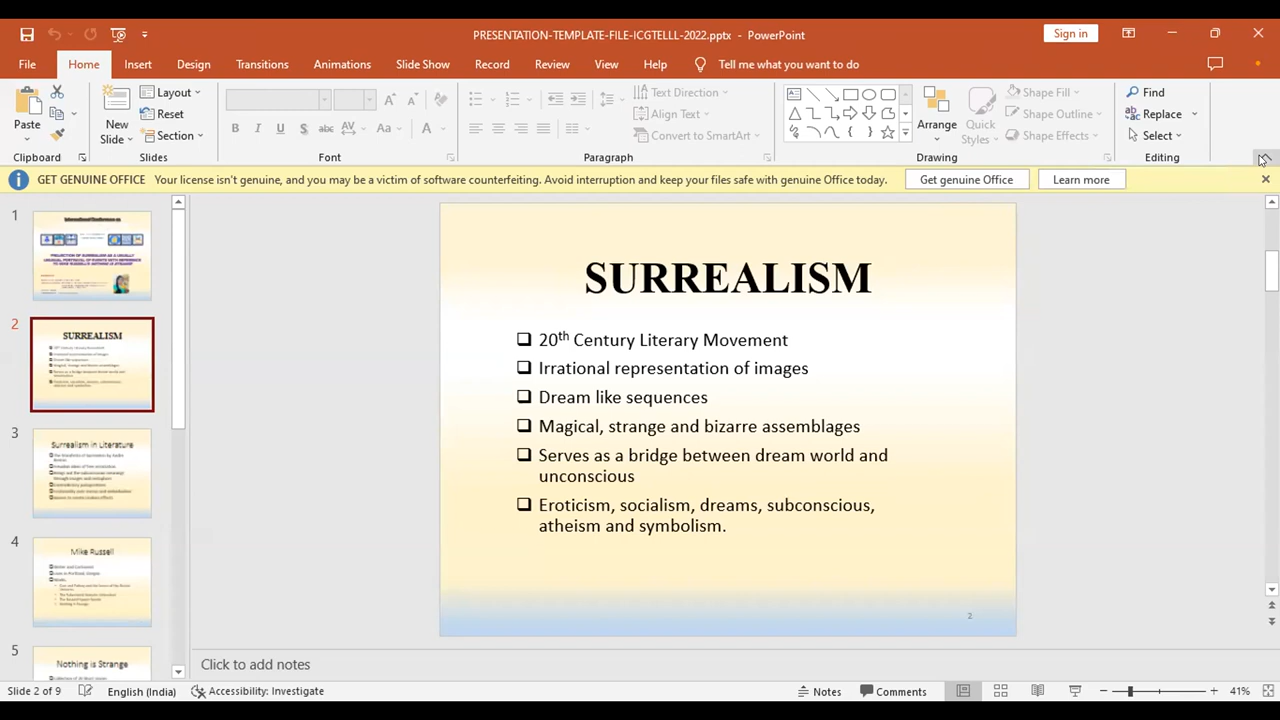 PRESENTATION-TEMPLATE-FILE-ICGTELLL-2022.pptx - PowerPoint
Sign in
File Home Insert Design Transitions Animations Slide Show Record Review View Help Tell me what you want to do
Paste
New
Slide
Layout
Reset
Section
Text Direction
Align Text
Convert to SmartArt
Arrange
Quick
Styles
Shape Fill
Shape Outline
Shape Effects
Find
Replace
Select
Clipboard Slides Font Paragraph Drawing Editing
GET GENUINE OFFICE Your license isn't genuine, and you may be a victim of software counterfeiting. Avoid interruption and keep your files safe with genuine Office today. Get genuine Office Learn more
1
2
SURREALISM
3
Surrealism in Literature
4
Mike Russell
5
Nothing is Strange
SURREALISM
20th Century Literary Movement
Irrational representation of images
Dream like sequences
Magical, strange and bizarre assemblages
Serves as a bridge between dream world and
unconscious
Eroticism, socialism, dreams, subconscious,
atheism and symbolism.
2
Click to add notes
Slide 2 of 9 English (India) Accessibility: Investigate Notes Comments 41%